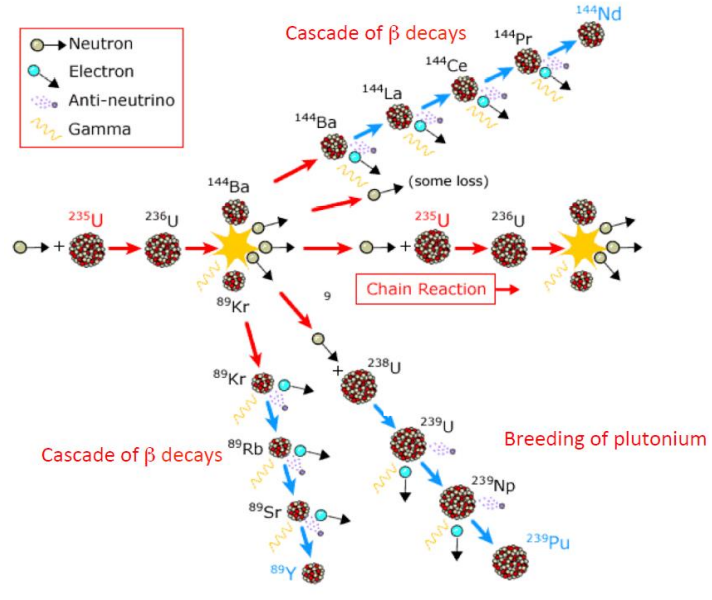 Neutron
Electron
Anti-neutrino
Gamma
Cascade of β decays
¹⁴⁴Nd
¹⁴⁴Pr
¹⁴⁴Ce
¹⁴⁴La
¹⁴⁴Ba
(some loss)
¹⁴⁴Ba
+ ²³⁵U
²³⁶U
+ ²³⁵U
²³⁶U
Chain Reaction
⁸⁹Kr
9
+ ²³⁸U
⁸⁹Kr
²³⁹U
Breeding of plutonium
Cascade of β decays
⁸⁹Rb
²³⁹Np
⁸⁹Sr
²³⁹Pu
⁸⁹Y